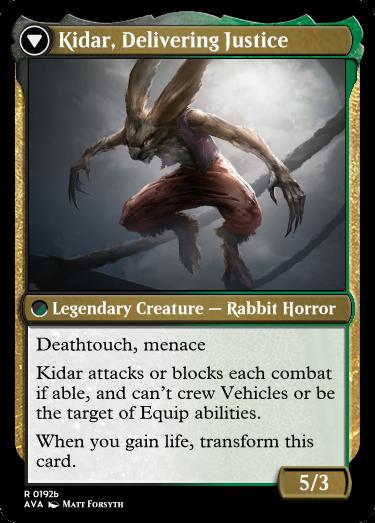 Kidar, Delivering Justice
Legendary Creature — Rabbit Horror
Deathtouch, menace
Kidar attacks or blocks each combat
if able, and can't crew Vehicles or be
the target of Equip abilities.
When you gain life, transform this
card.
5/3
R 0192b
AVA Matt Forsyth